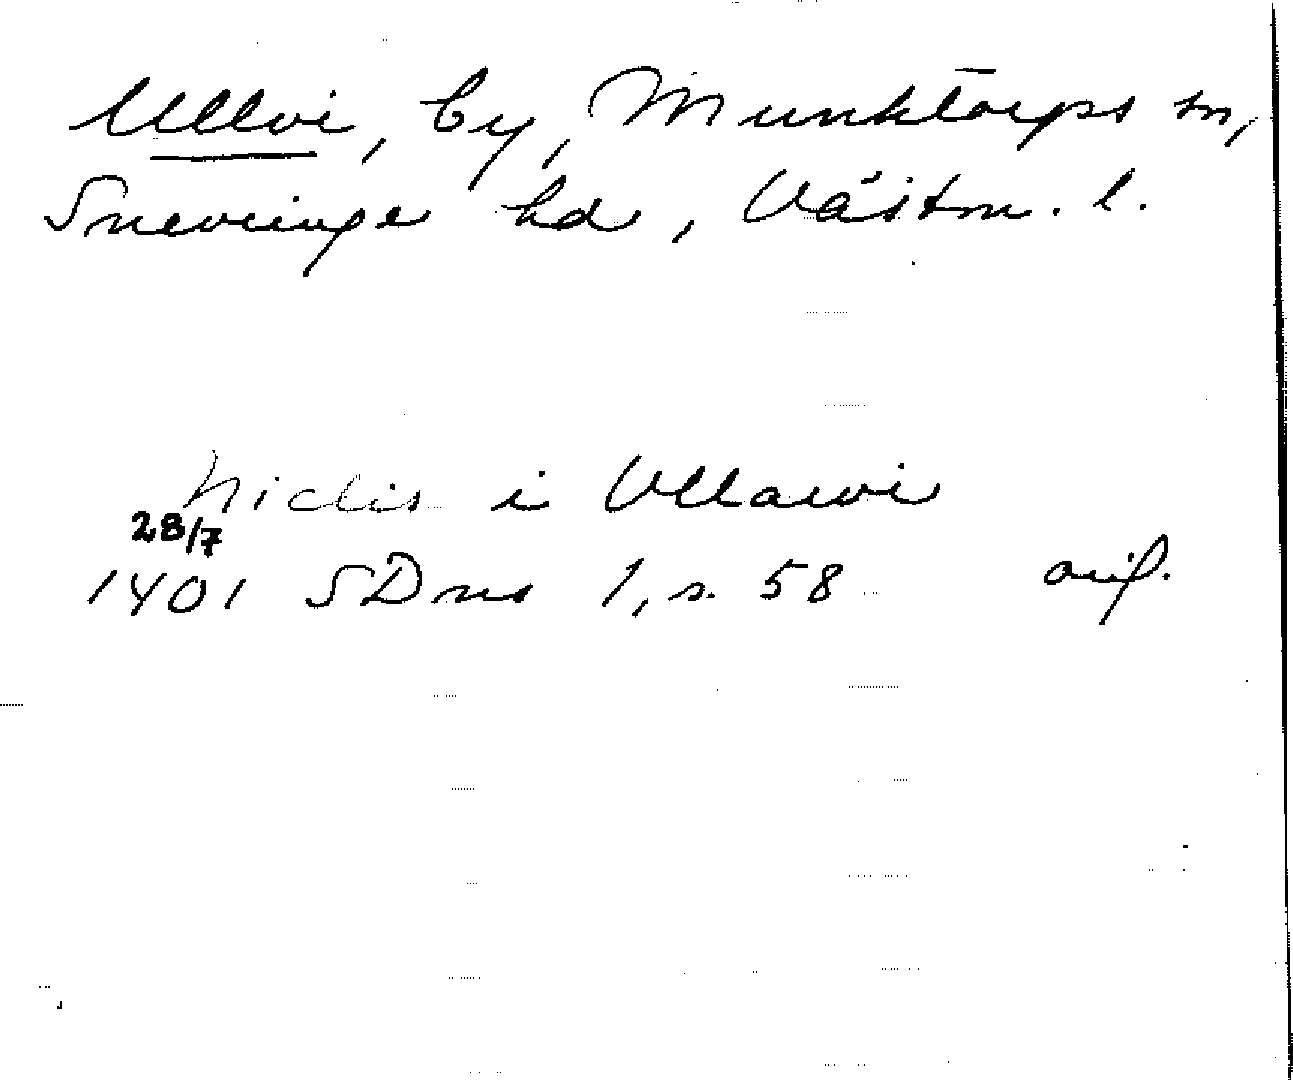 Ullvi, by, Munktorps sn,
Snevringe hd, Västm. l.
Niclis i Ullawi
28/7
1401 SDns 1, s. 58 orig.